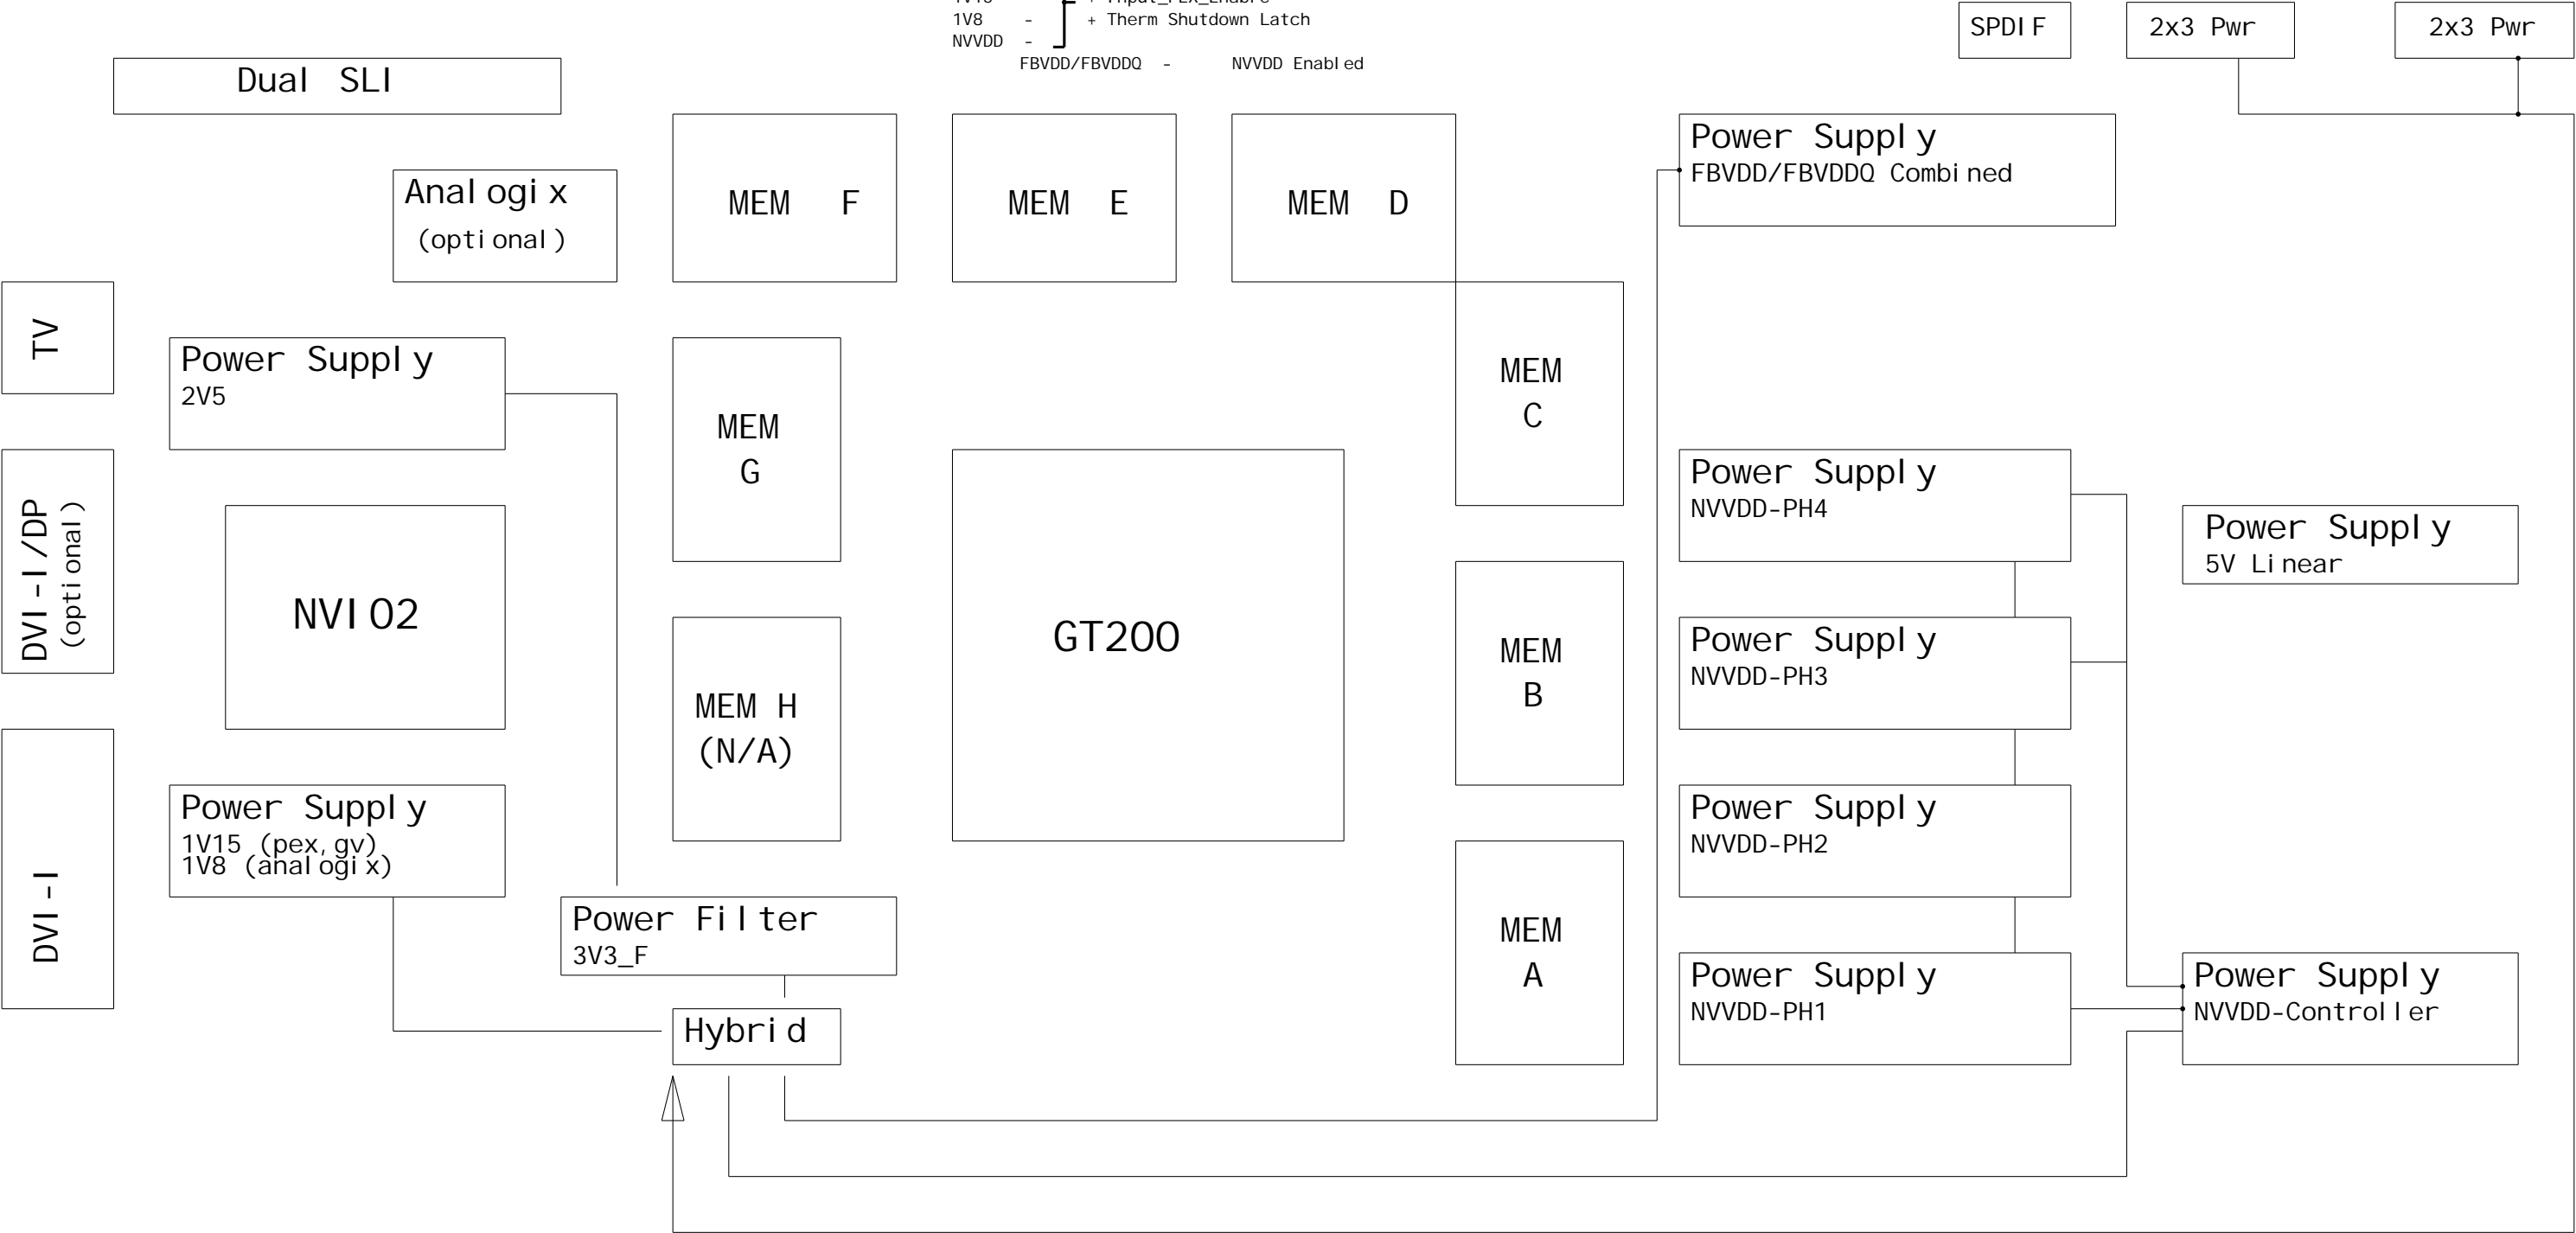 1V8 - + Therm Shutdown Latch
NVVDD -
FBVDD/FBVDDQ - NVVDD Enabled
SPDIF
2x3 Pwr
2x3 Pwr
Dual SLI
Analogix
(optional)
MEM F
MEM E
MEM D
Power Supply
FBVDD/FBVDDQ Combined
TV
Power Supply
2V5
MEM
G
MEM
C
DVI-I/DP
(optional)
NVIO2
GT200
Power Supply
NVVDD-PH4
Power Supply
5V Linear
MEM
B
MEM H
(N/A)
Power Supply
NVVDD-PH3
DVI-I
Power Supply
1V15 (pex,gv)
1V8 (analogix)
Power Supply
NVVDD-PH2
Power Filter
3V3_F
MEM
A
Power Supply
NVVDD-PH1
Power Supply
NVVDD-Controller
Hybrid